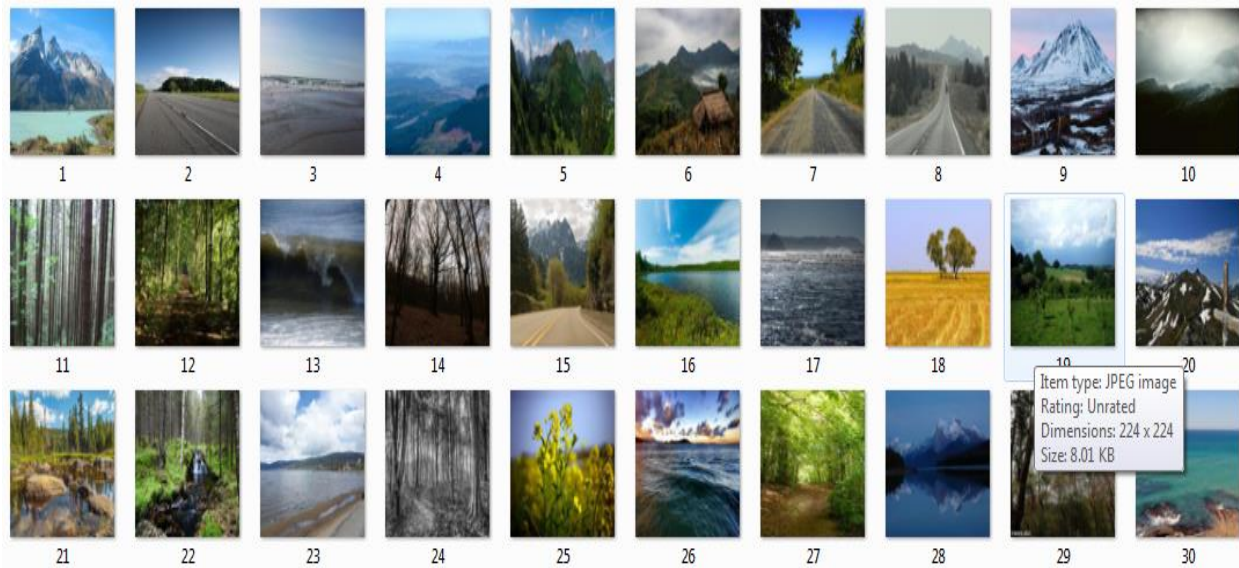 1 2 3 4 5 6 7 8 9 10
11 12 13 14 15 16 17 18 19 20
Item type: JPEG image
Rating: Unrated
Dimensions: 224 x 224
Size: 8.01 KB
21 22 23 24 25 26 27 28 29 30